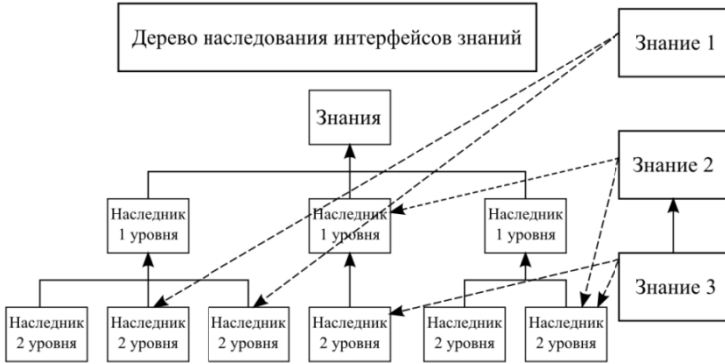 Дерево наследования интерфейсов знаний
Знание 1
Знания
Знание 2
Наследник
1 уровня
Наследник
1 уровня
Наследник
1 уровня
Знание 3
Наследник
2 уровня
Наследник
2 уровня
Наследник
2 уровня
Наследник
2 уровня
Наследник
2 уровня
Наследник
2 уровня